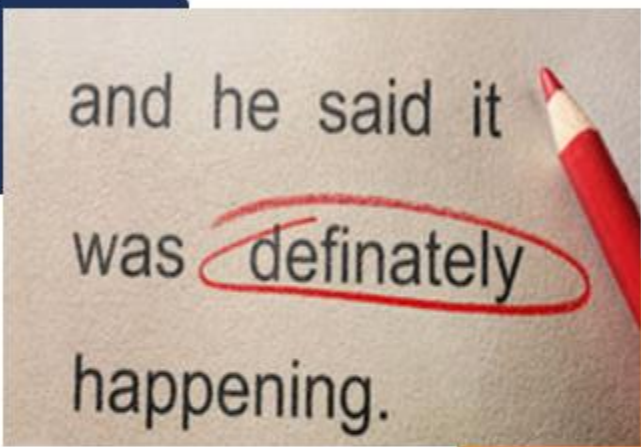 and he said it
was definately
happening.